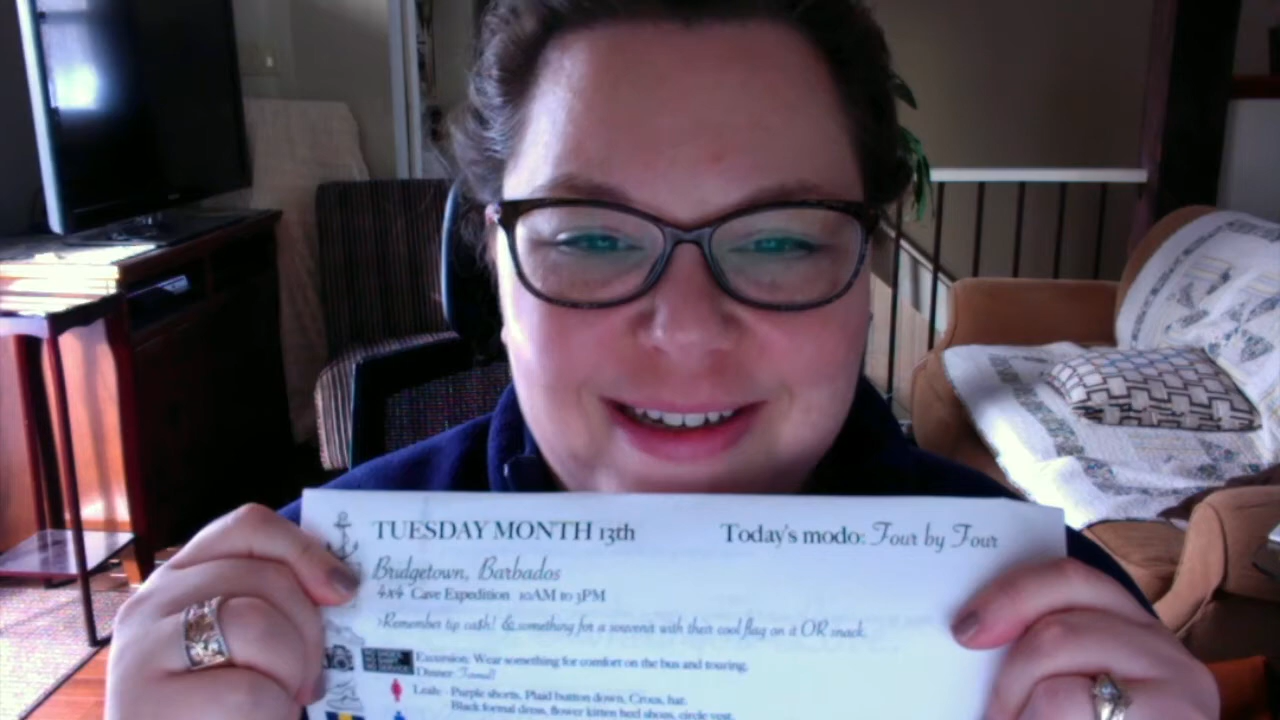 TUESDAY MONTH 13th
Today's modo: Four by Four
Bridgetown, Barbados
4x4 Cave Expedition 10AM to 3PM
Remember tip cash! & something for a souvenir with their cool flag on it OR snack.
Excursion: Wear something for comfort on the bus and touring.
Dinner: Formal!
Leah: - Purple shorts, Plaid button down, Crocs, hat.
Black formal dress, flower kitten heel shoes, circle vest.